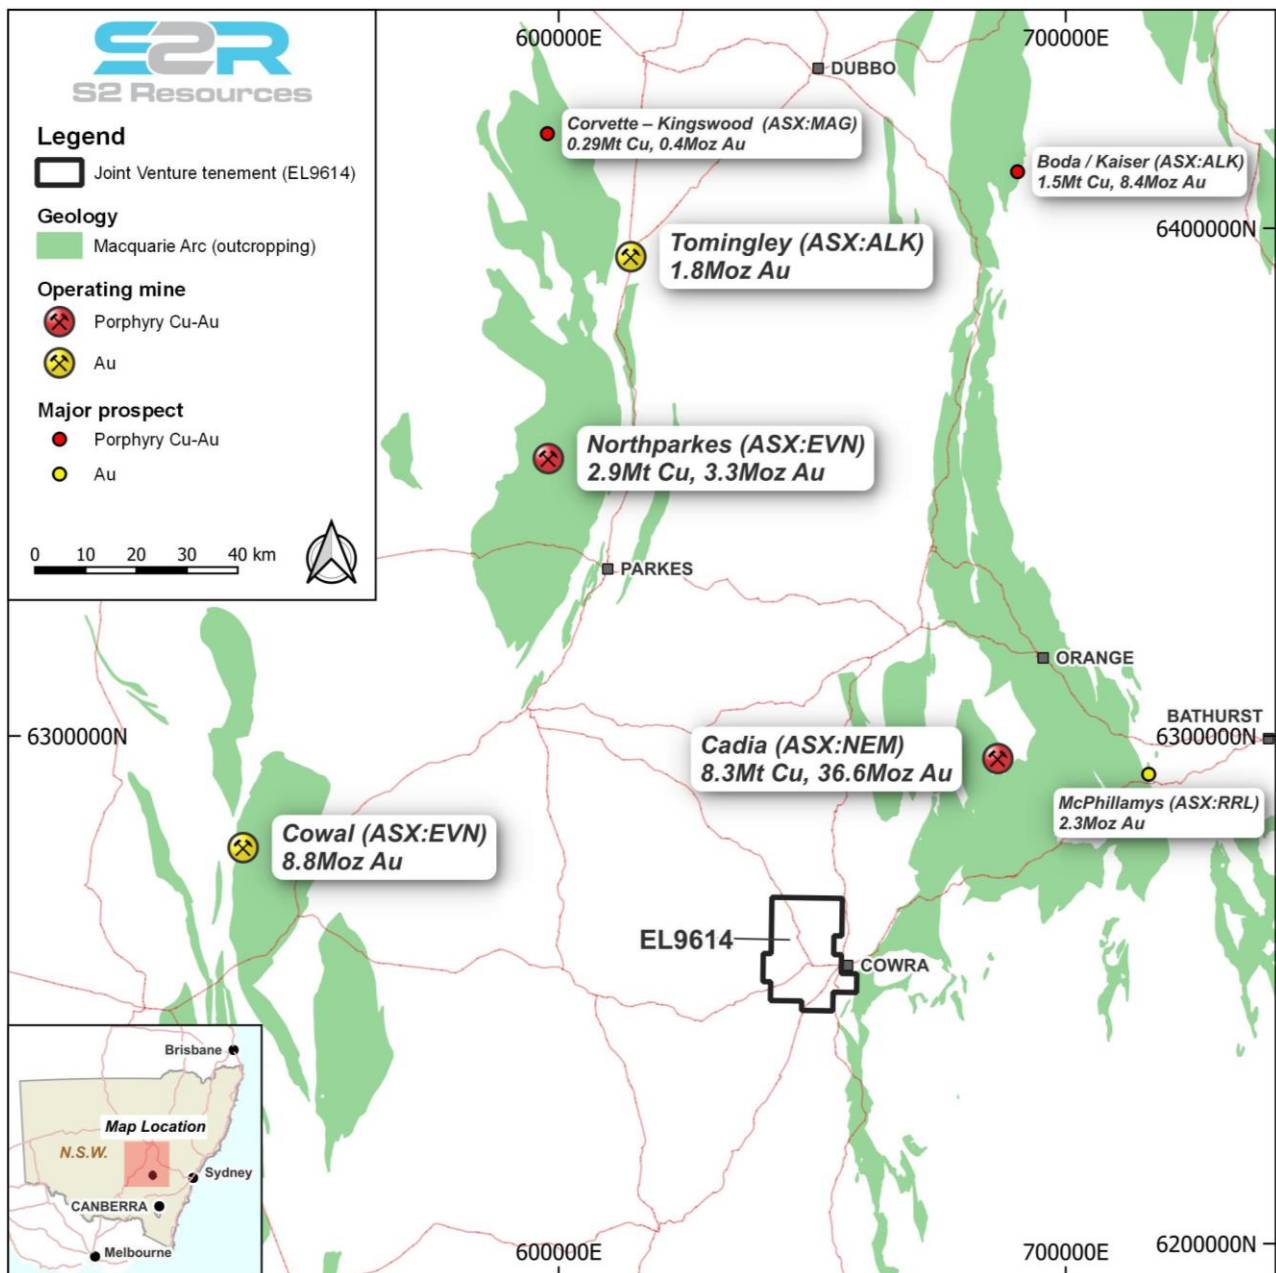 S2R
S2 Resources
Legend
Joint Venture tenement (EL9614)
Geology
Macquarie Arc (outcropping)
Operating mine
Porphyry Cu-Au
Au
Major prospect
Porphyry Cu-Au
Au
0 10 20 30 40 km
600000E
700000E
DUBBO
Corvette – Kingswood (ASX:MAG)
0.29Mt Cu, 0.4Moz Au
Boda / Kaiser (ASX:ALK)
1.5Mt Cu, 8.4Moz Au
6400000N
Tomingley (ASX:ALK)
1.8Moz Au
Northparkes (ASX:EVN)
2.9Mt Cu, 3.3Moz Au
PARKES
ORANGE
BATHURST
6300000N
6300000N
Cadia (ASX:NEM)
8.3Mt Cu, 36.6Moz Au
McPhillamys (ASX:RRL)
2.3Moz Au
Cowal (ASX:EVN)
8.8Moz Au
EL9614
COWRA
Brisbane
Map Location
N.S.W.
Sydney
CANBERRA
Melbourne
600000E
700000E
6200000N